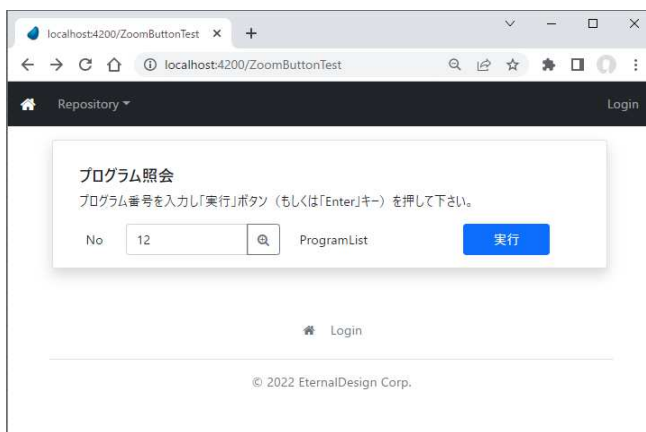 localhost:4200/ZoomButtonTest
localhost:4200/ZoomButtonTest
Repository Login
プログラム照会
プログラム番号を入力し「実行」ボタン（もしくは「Enter」キー）を押して下さい。
No 12 ProgramList 実行
Login
© 2022 EternalDesign Corp.